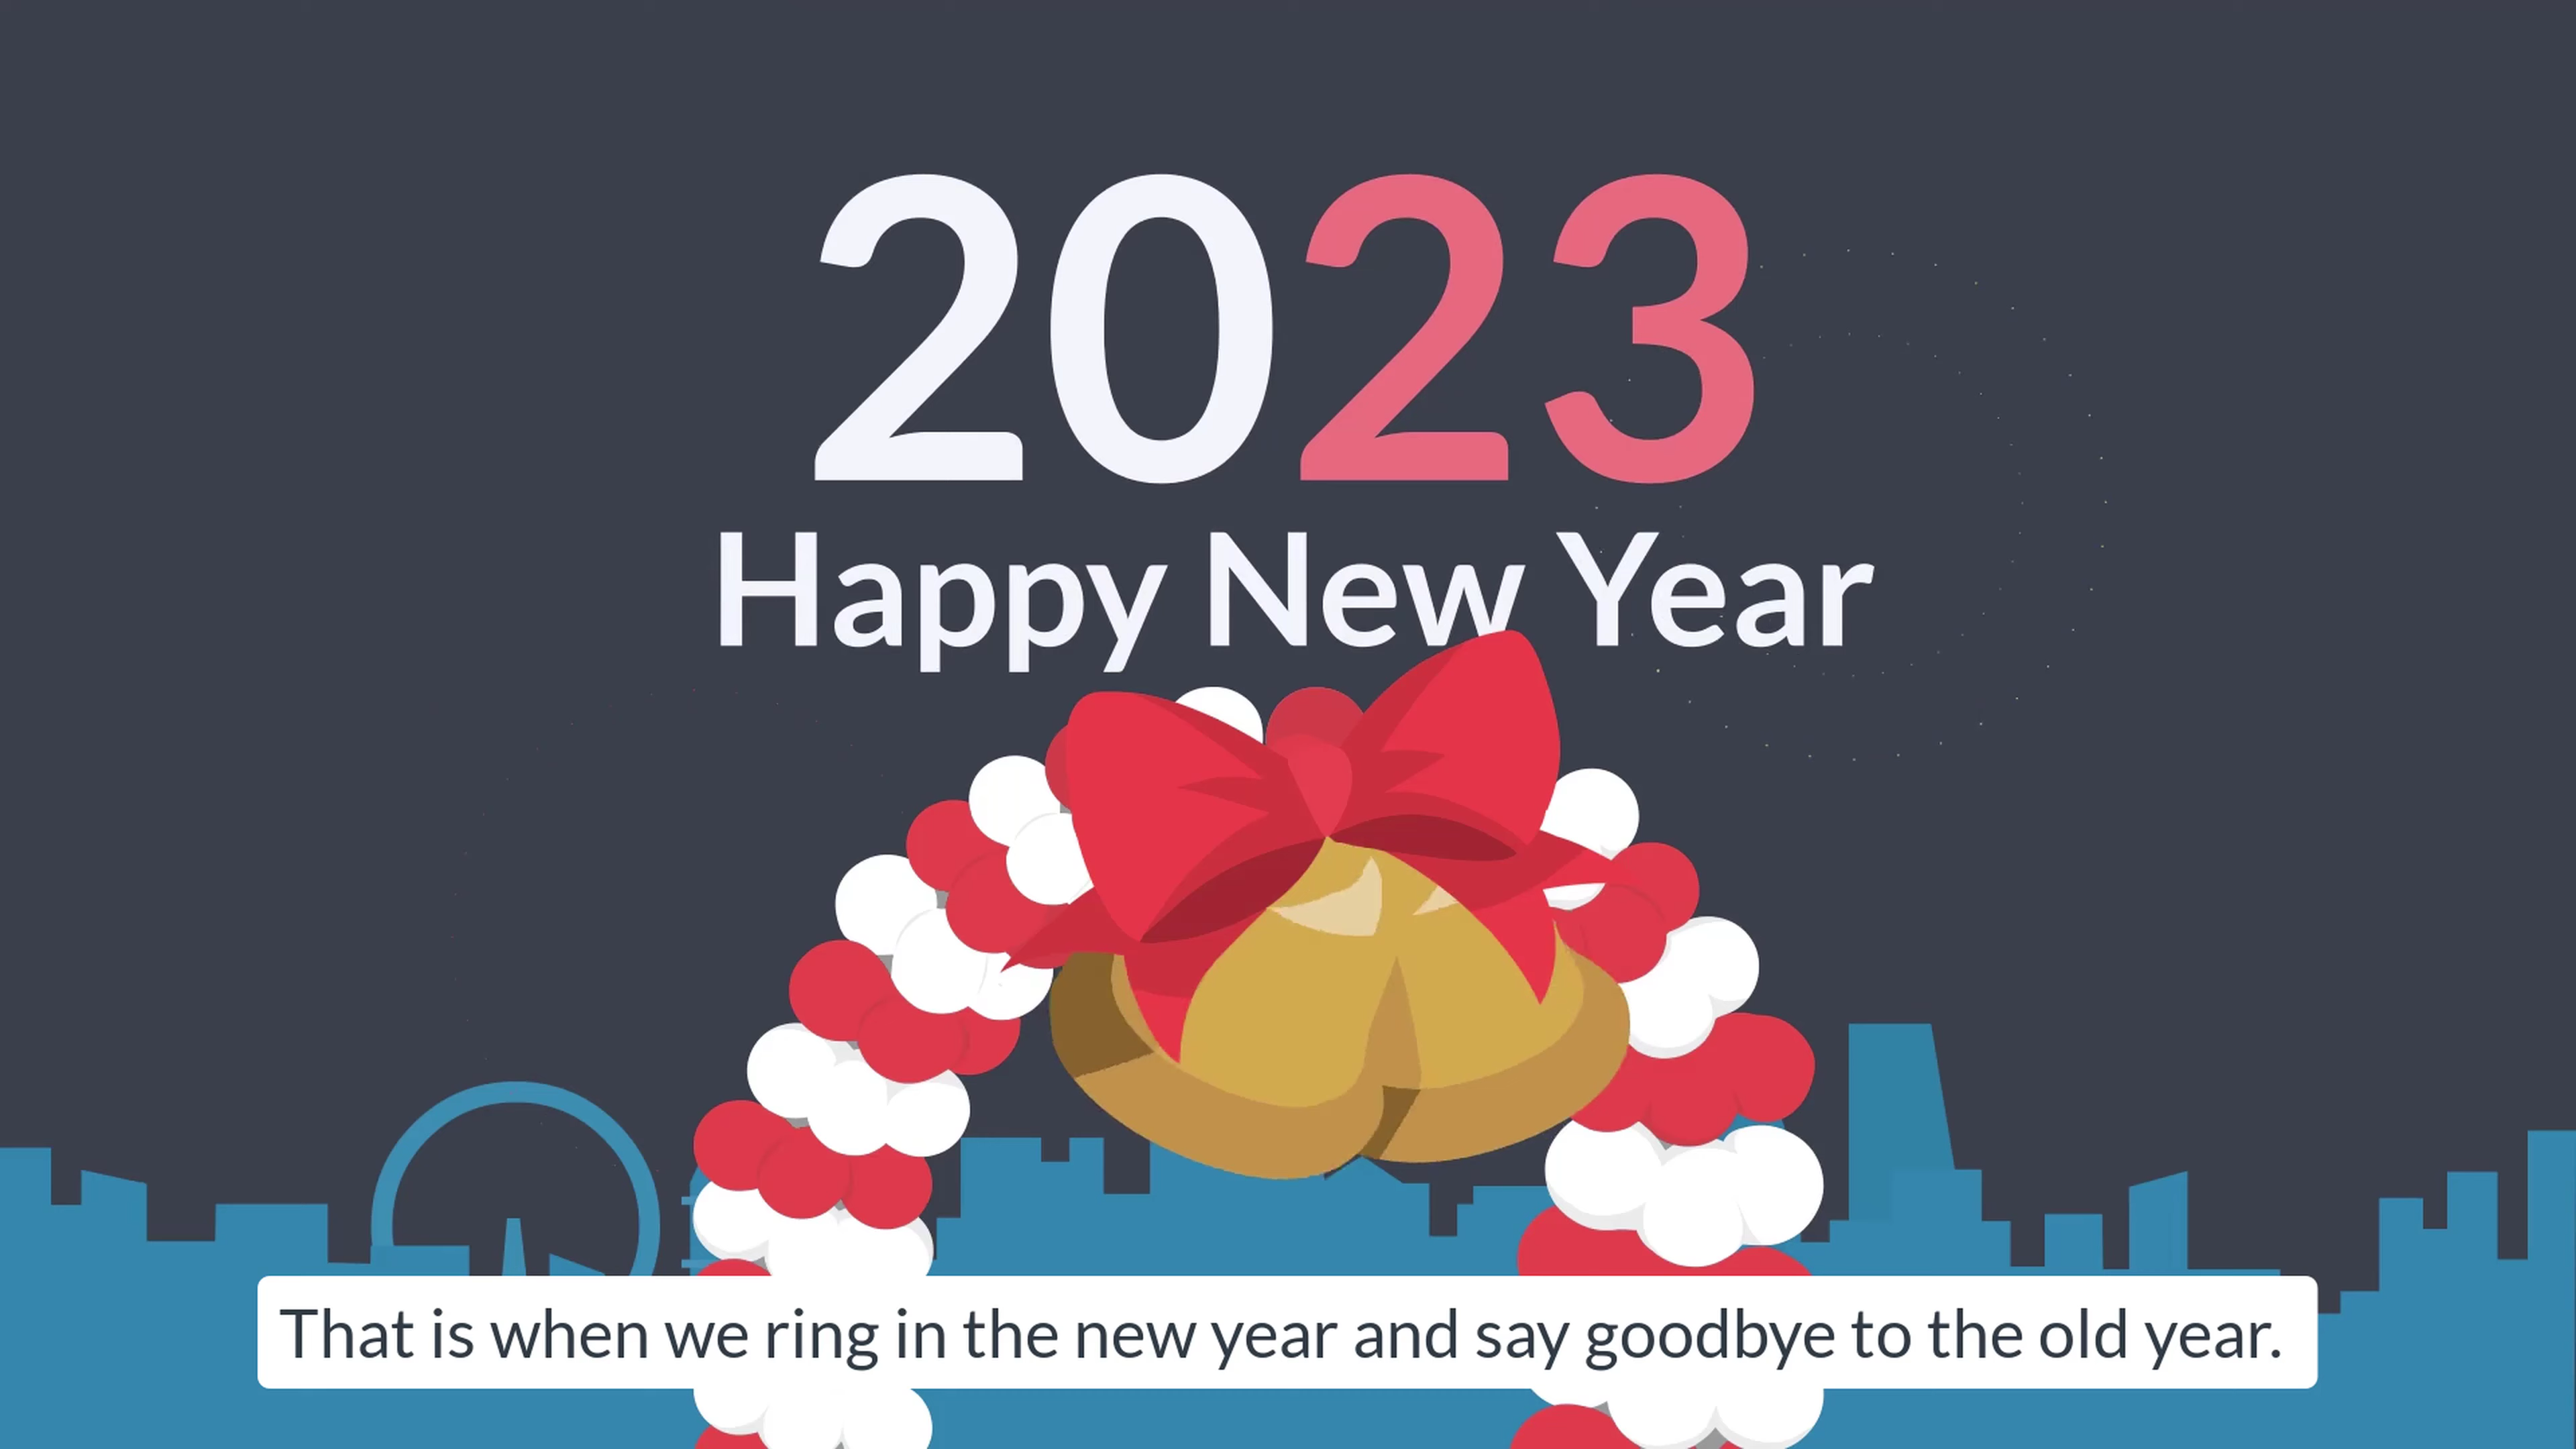 2023
Happy New Year
That is when we ring in the new year and say goodbye to the old year.